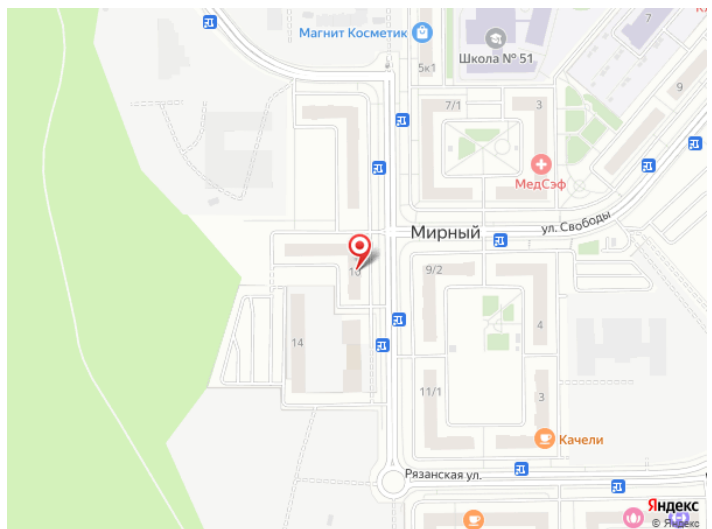 Магнит Косметик
Школа № 51
7
5к1
9
7/1
3
МедСэф
ул. Свободы
Мирный
9/2
4
14
11/1
3
Качели
Рязанская ул.
Яндекс
© Яндекс